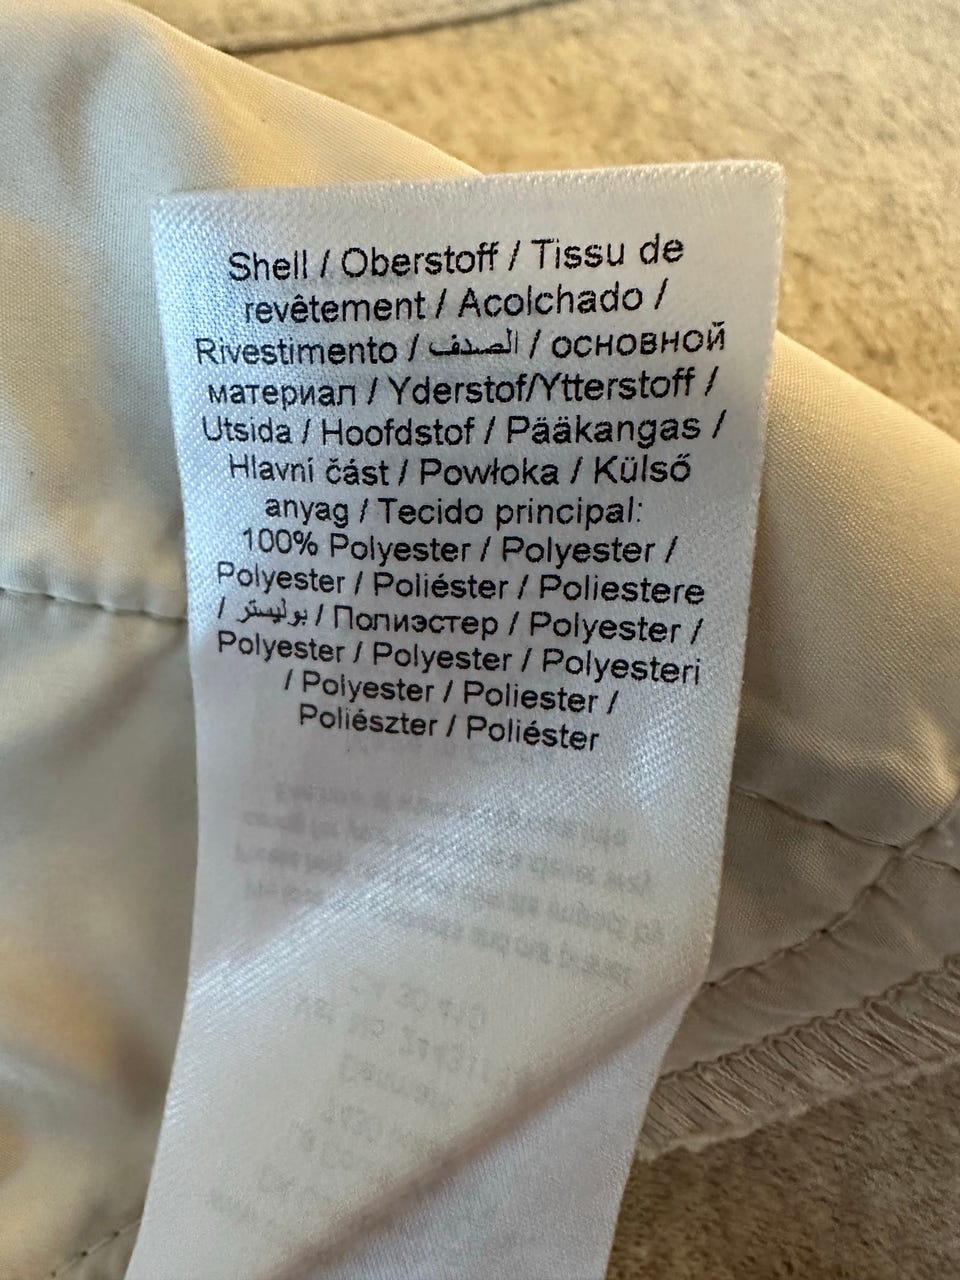 Shell / Oberstoff / Tissu de
revêtement / Acolchado /
Rivestimento / الصدف / основной
материал / Yderstof/Ytterstoff /
Utsida / Hoofdstof / Pääkangas /
Hlavní část / Powłoka / Külső
anyag / Tecido principal:
100% Polyester / Polyester /
Polyester / Poliéster / Poliestere
/ بوليستر / Полиэстер / Polyester /
Polyester / Polyester / Polyesteri
/ Polyester / Poliester /
Poliészter / Poliéster